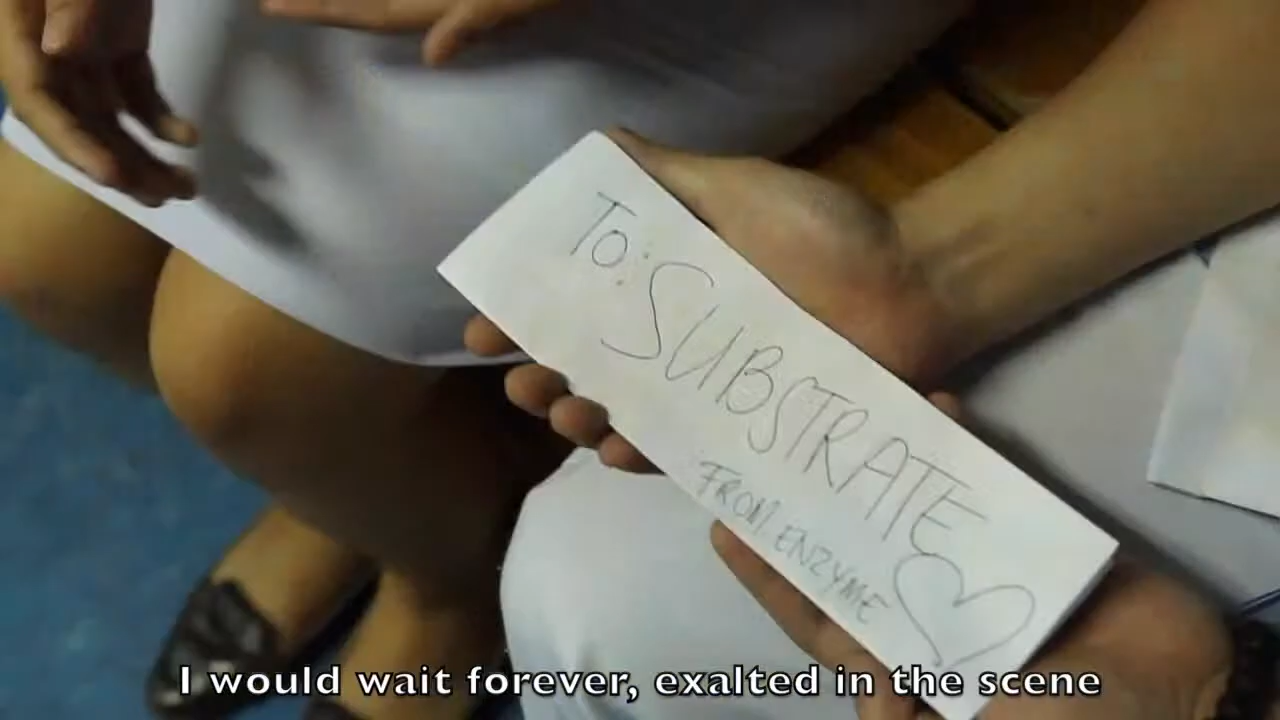 To:
SUBSTRATE
FROM ENZYME
I would wait forever, exalted in the scene